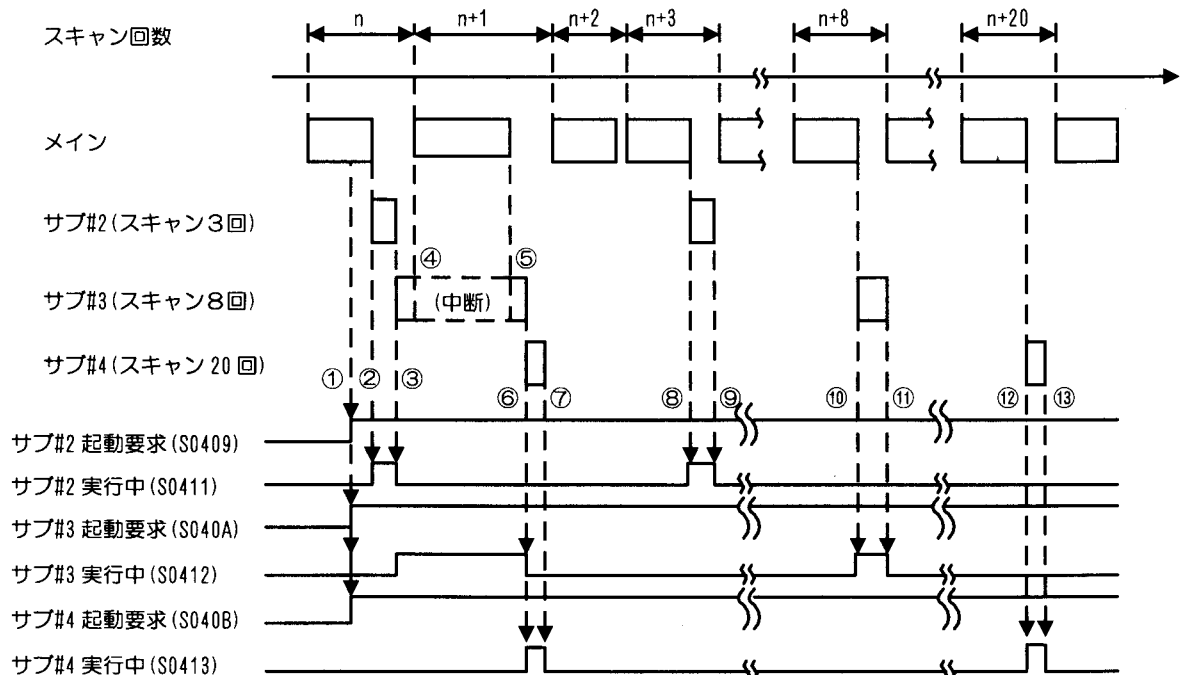 スキャン回数
n n+1 n+2 n+3 n+8 n+20
メイン
サブ#2(スキャン3回)
④ ⑤
サブ#3(スキャン8回)
(中断)
サブ#4(スキャン20回)
① ② ③ ⑥ ⑦ ⑧ ⑨ ⑩ ⑪ ⑫ ⑬
サブ#2 起動要求(S0409)
サブ#2 実行中(S0411)
サブ#3 起動要求(S040A)
サブ#3 実行中(S0412)
サブ#4 起動要求(S040B)
サブ#4 実行中(S0413)